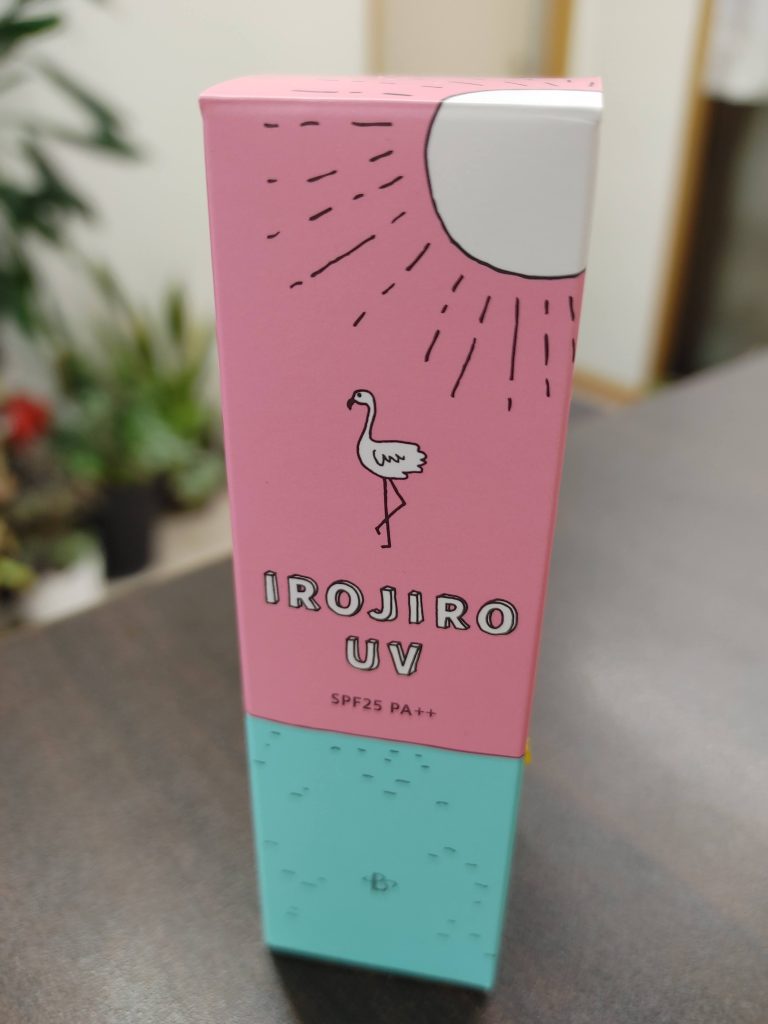 IROJIRO
UV
SPF25 PA++
B